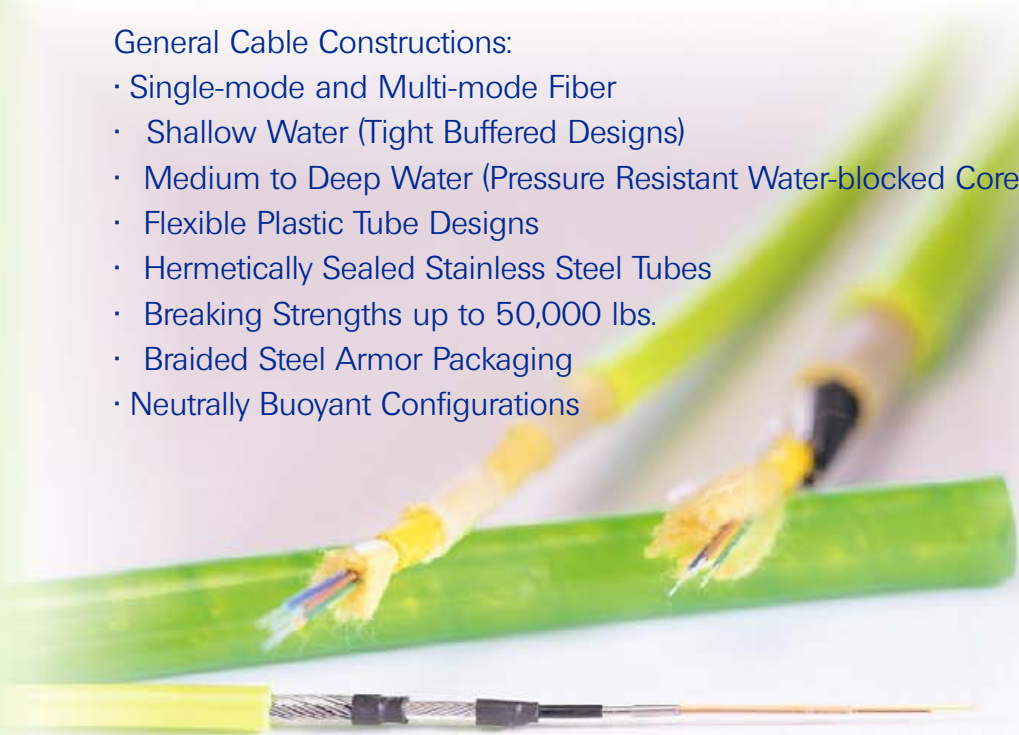 General Cable Constructions:
· Single-mode and Multi-mode Fiber
· Shallow Water (Tight Buffered Designs)
· Medium to Deep Water (Pressure Resistant Water-blocked Core
· Flexible Plastic Tube Designs
· Hermetically Sealed Stainless Steel Tubes
· Breaking Strengths up to 50,000 lbs.
· Braided Steel Armor Packaging
· Neutrally Buoyant Configurations